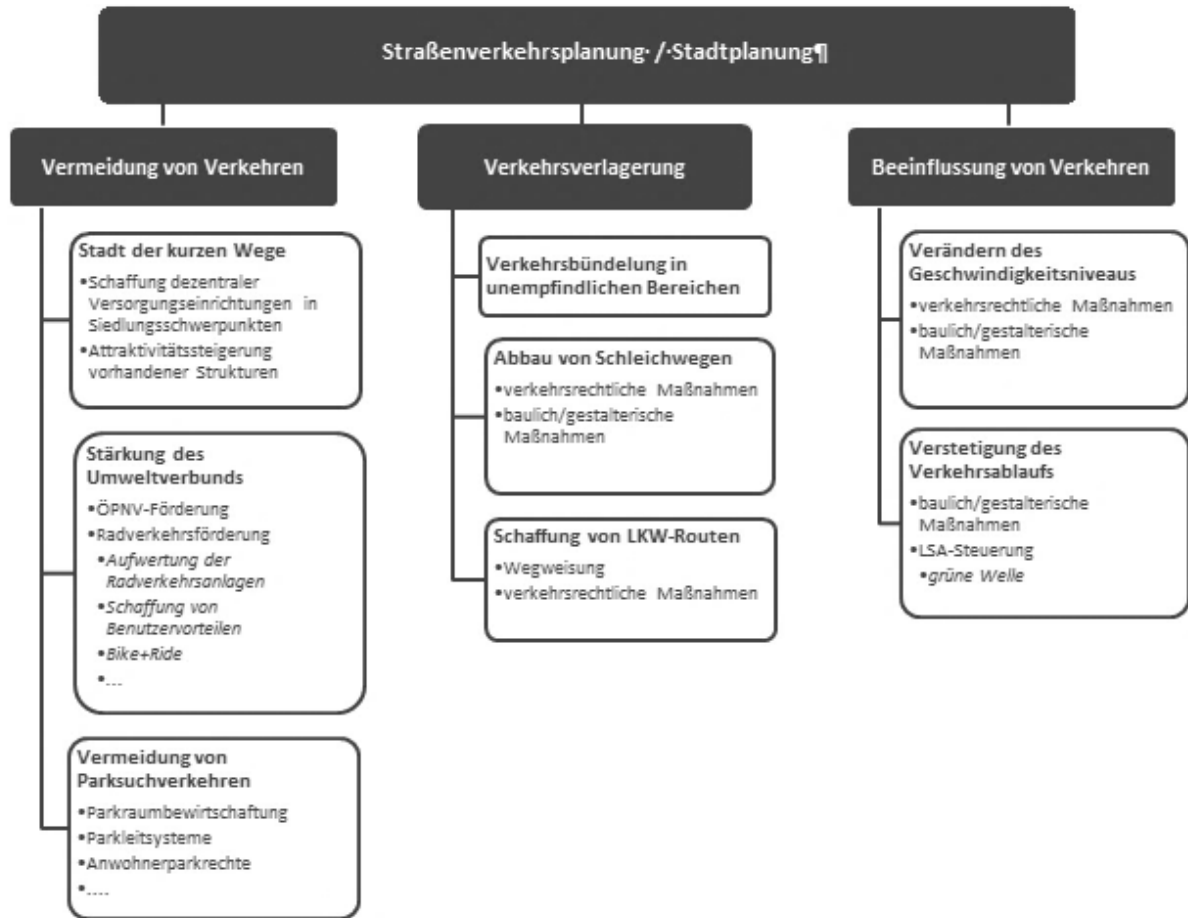 Straßenverkehrsplanung·/·Stadtplanung¶
Vermeidung von Verkehren
Stadt der kurzen Wege
•Schaffung dezentraler
Versorgungseinrichtungen in
Siedlungsschwerpunkten
•Attraktivitätssteigerung
vorhandener Strukturen
Stärkung des
Umweltverbunds
•ÖPNV-Förderung
•Radverkehrsförderung
•Aufwertung der
Radverkehrsanlagen
•Schaffung von
Benutzervorteilen
•Bike+Ride
•...
Vermeidung von
Parksuchverkehren
•Parkraumbewirtschaftung
•Parkleitsysteme
•Anwohnerparkrechte
•....
Verkehrsverlagerung
Verkehrsbündelung in
unempfindlichen Bereichen
Abbau von Schleichwegen
•verkehrsrechtliche Maßnahmen
•baulich/gestalterische
Maßnahmen
Schaffung von LKW-Routen
•Wegweisung
•verkehrsrechtliche Maßnahmen
Beeinflussung von Verkehren
Verändern des
Geschwindigkeitsniveaus
•verkehrsrechtliche Maßnahmen
•baulich/gestalterische
Maßnahmen
Verstetigung des
Verkehrsablaufs
•baulich/gestalterische
Maßnahmen
•LSA-Steuerung
•grüne Welle